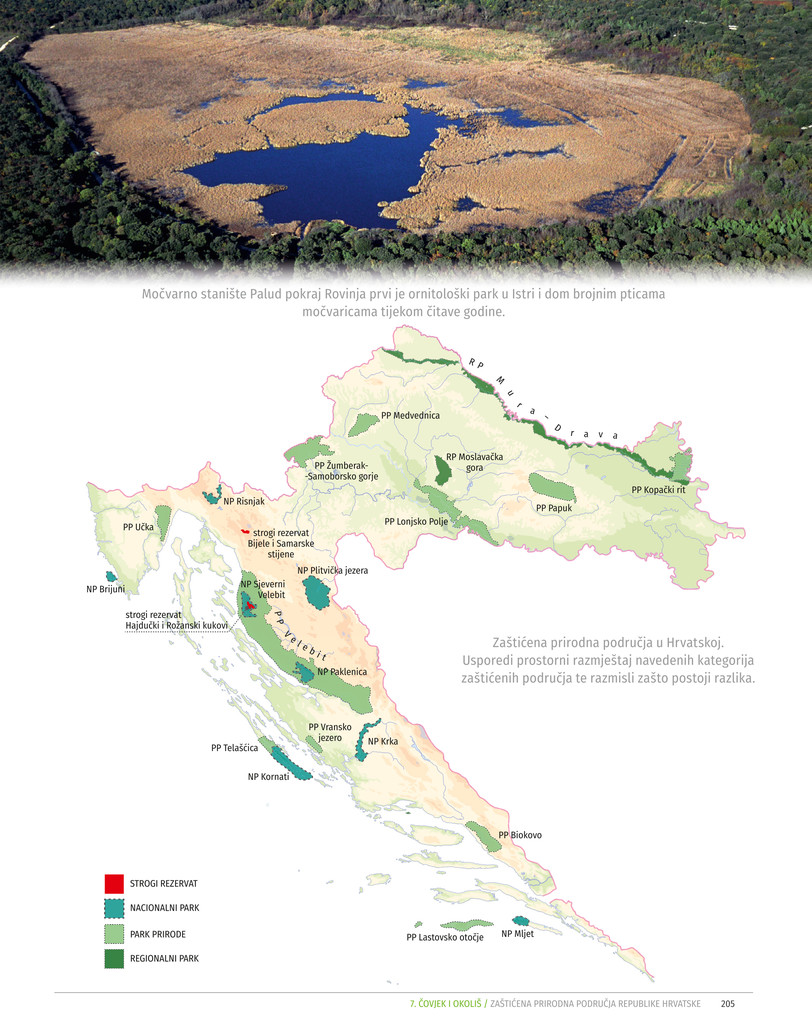 Močvarno stanište Palud pokraj Rovinja prvi je ornitološki park u Istri i dom brojnim pticama
močvaricama tijekom čitave godine.
RP Mura–Drava
PP Medvednica
PP Žumberak-
-Samoborsko gorje
RP Moslavačka
gora
PP Kopački rit
PP Papuk
PP Lonjsko Polje
NP Risnjak
PP Učka
strogi rezervat
Bijele i Samarske
stijene
NP Plitvička jezera
NP Brijuni
NP Sjeverni
Velebit
strogi rezervat
Hajdučki i Rožanski kukovi
PP Velebit
NP Paklenica
Zaštićena prirodna područja u Hrvatskoj.
Usporedi prostorni razmještaj navedenih kategorija
zaštićenih područja te razmisli zašto postoji razlika.
PP Vransko
jezero
NP Krka
PP Telašćica
NP Kornati
PP Biokovo
PP Lastovsko otočje
NP Mljet
STROGI REZERVAT
NACIONALNI PARK
PARK PRIRODE
REGIONALNI PARK
7. ČOVJEK I OKOLIŠ / ZAŠTIĆENA PRIRODNA PODRUČJA REPUBLIKE HRVATSKE 205